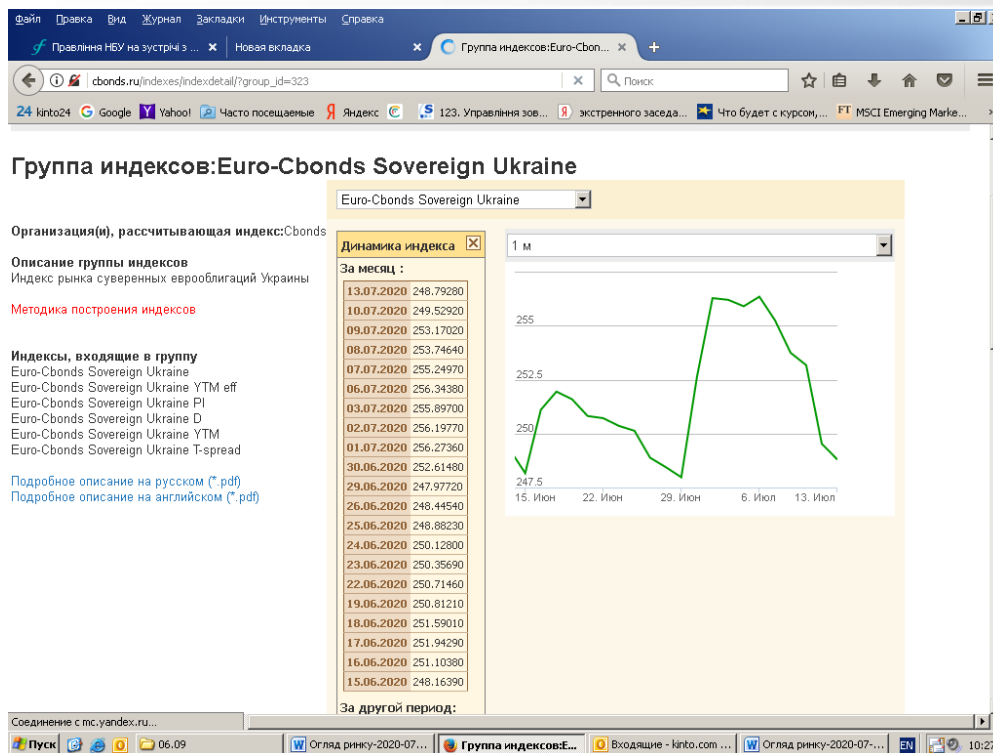 Файл Правка Вид Журнал Закладки Инструменты Справка
Правління НБУ на зустрічі з ... Новая вкладка Группа индексов:Euro-Cbon...
cbonds.ru/indexes/indexdetail/?group_id=323 Поиск
24 kinto24 Google Yahoo! Часто посещаемые Яндекс 123. Управління зов... экстренного заседа... Что будет с курсом,... FT MSCI Emerging Marke...
Группа индексов:Euro-Cbonds Sovereign Ukraine
Euro-Cbonds Sovereign Ukraine
Организация(и), рассчитывающая индекс:Cbonds
Описание группы индексов
Индекс рынка суверенных еврооблигаций Украины
Методика построения индексов
Индексы, входящие в группу
Euro-Cbonds Sovereign Ukraine
Euro-Cbonds Sovereign Ukraine YTM eff
Euro-Cbonds Sovereign Ukraine PI
Euro-Cbonds Sovereign Ukraine D
Euro-Cbonds Sovereign Ukraine YTM
Euro-Cbonds Sovereign Ukraine T-spread
Подробное описание на русском (*.pdf)
Подробное описание на английском (*.pdf)
Динамика индекса
За месяц :
13.07.2020 248.79280
10.07.2020 249.52920
09.07.2020 253.17020
08.07.2020 253.74640
07.07.2020 255.24970
06.07.2020 256.34380
03.07.2020 255.89700
02.07.2020 256.19770
01.07.2020 256.27360
30.06.2020 252.61480
29.06.2020 247.97720
26.06.2020 248.44540
25.06.2020 248.88230
24.06.2020 250.12800
23.06.2020 250.35690
22.06.2020 250.71460
19.06.2020 250.81210
18.06.2020 251.59010
17.06.2020 251.94290
16.06.2020 251.10380
15.06.2020 248.16390
За другой период:
1 м
255
252.5
250
247.5
15. Июн 22. Июн 29. Июн 6. Июл 13. Июл
Соединение с mc.yandex.ru...
Пуск 06.09 Огляд ринку-2020-07... Группа индексов:E... Входящие - kinto.com ... Огляд ринку-2020-07-... EN 10:27